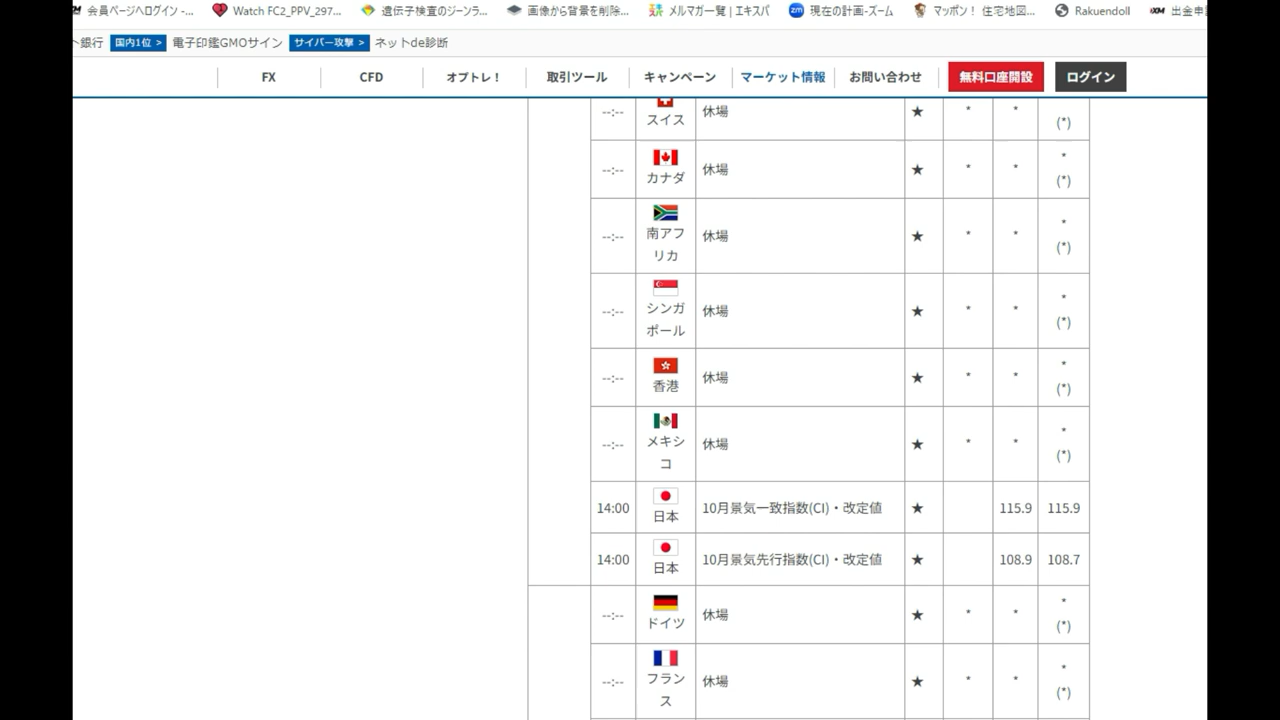 会員ページへログイン -...
Watch FC2_PPV_297...
遺伝子検査のジーンラ...
画像から背景を削除...
メルマガ一覧 | エキスパ
zm 現在の計画-ズーム
マッポン！ 住宅地図...
Rakuendoll
XM 出金申
銀行 国内1位 > 電子印鑑GMOサイン サイバー攻撃 > ネットde診断
FX CFD オプトレ！ 取引ツール キャンペーン マーケット情報 お問い合わせ 無料口座開設 ログイン
--:-- スイス 休場 ★ * * (*)
--:-- カナダ 休場 ★ * * * (*)
--:-- 南アフリカ 休場 ★ * * * (*)
--:-- シンガポール 休場 ★ * * * (*)
--:-- 香港 休場 ★ * * * (*)
--:-- メキシコ 休場 ★ * * * (*)
14:00 日本 10月景気一致指数(CI)・改定値 ★ 115.9 115.9
14:00 日本 10月景気先行指数(CI)・改定値 ★ 108.9 108.7
--:-- ドイツ 休場 ★ * * * (*)
--:-- フランス 休場 ★ * * * (*)